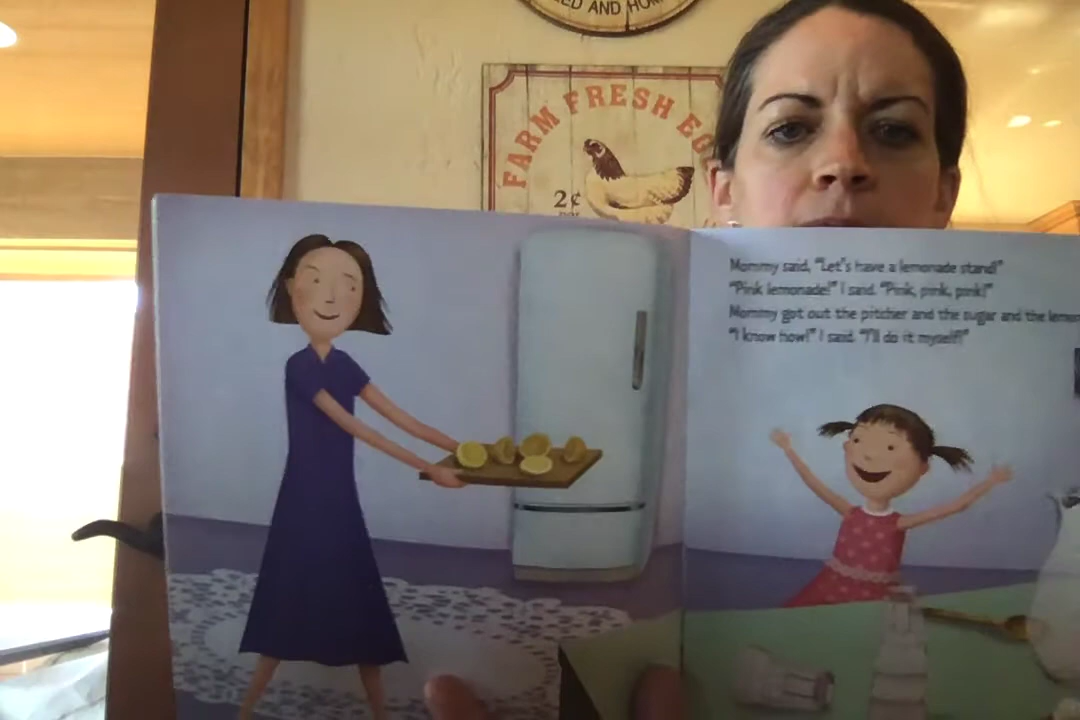 ED AND HOM
FARM FRESH EG
2¢
Mommy said, "Let's have a lemonade stand!"
"Pink lemonade!" I said. "Pink, pink, pink!"
Mommy got out the pitcher and the sugar and the lemon
"I know how!" I said. "I'll do it myself!"